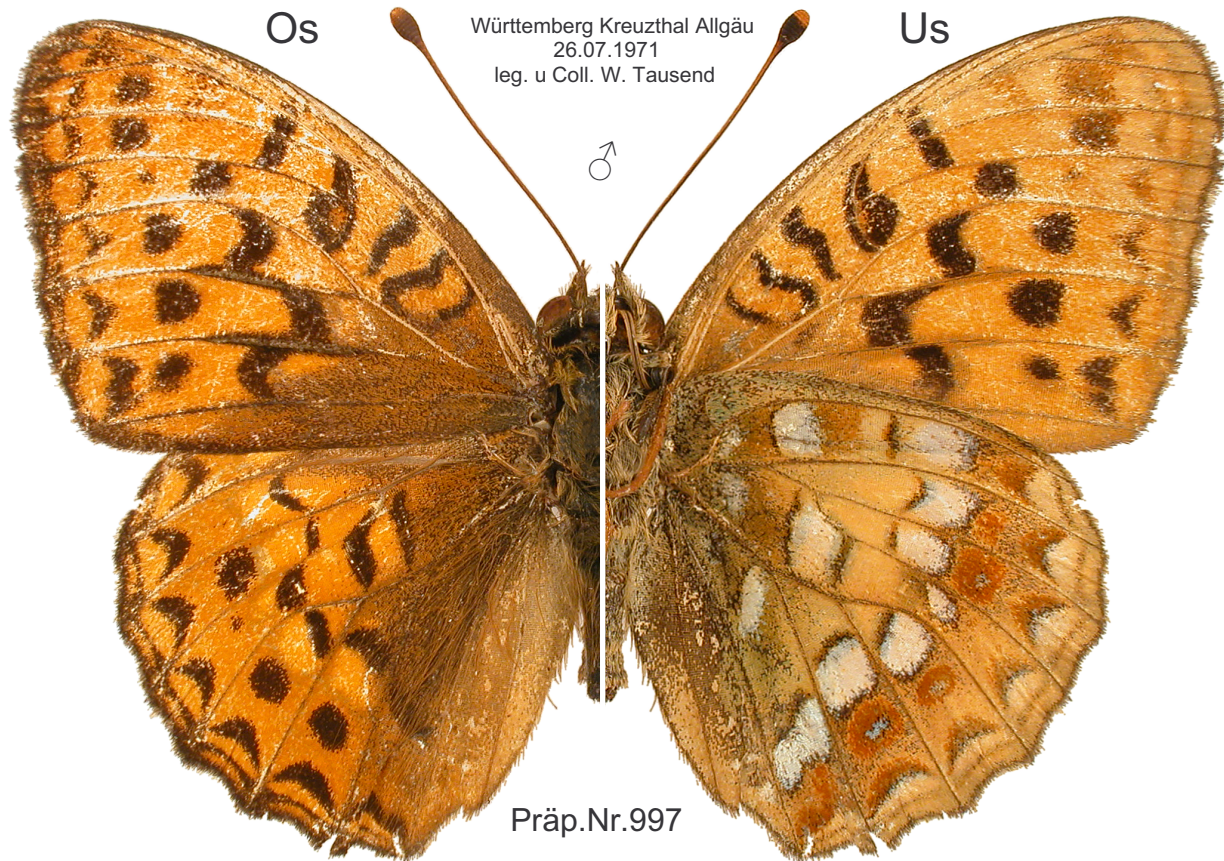 Os
Württemberg Kreuzthal Allgäu
26.07.1971
leg. u Coll. W. Tausend
Us
♂
Präp.Nr.997